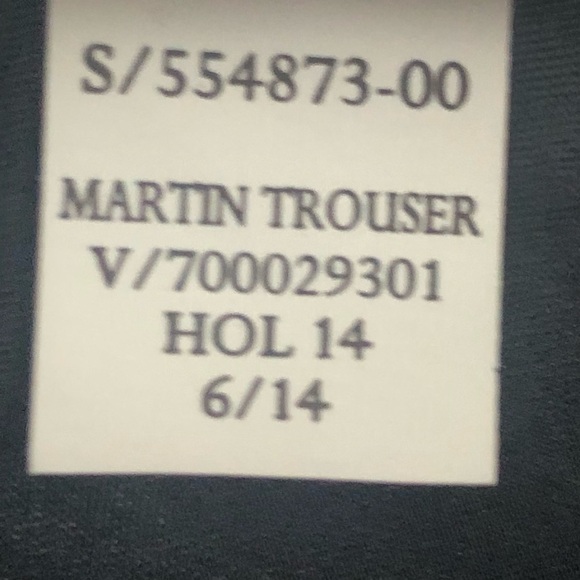 S/554873-00
MARTIN TROUSER
V/700029301
HOL 14
6/14